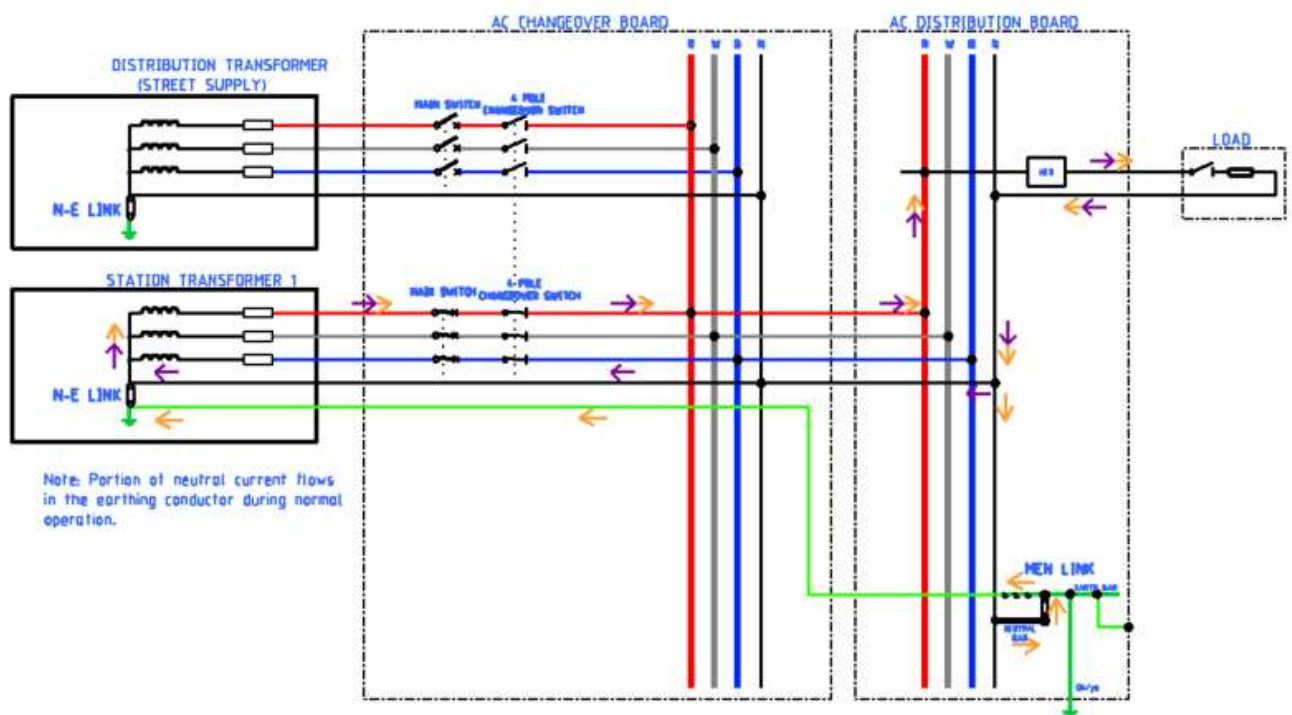 AC CHANGEOVER BOARD
AC DISTRIBUTION BOARD
R W B N
R W B N
DISTRIBUTION TRANSFORMER
(STREET SUPPLY)
MAIN SWITCH
4 POLE
CHANGEOVER SWITCH
LOAD
N-E LINK
STATION TRANSFORMER 1
MAIN SWITCH
4-POLE
CHANGEOVER SWITCH
N-E LINK
Note: Portion of neutral current flows
in the earthing conductor during normal
operation.
MEN LINK
EARTH BAR
NEUTRAL
BAR
Gn/ye